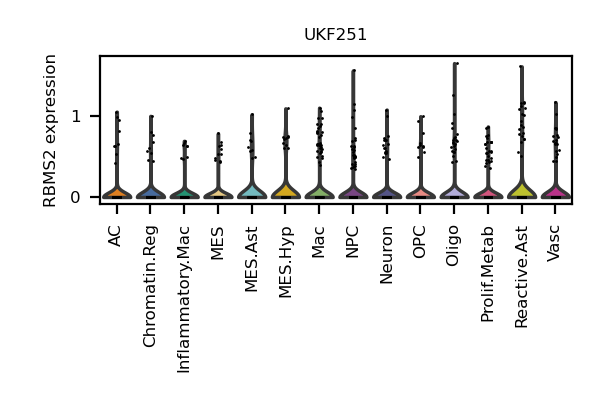 UKF251
RBMS2 expression
1
0
AC
Chromatin.Reg
Inflammatory.Mac
MES
MES.Ast
MES.Hyp
Mac
NPC
Neuron
OPC
Oligo
Prolif.Metab
Reactive.Ast
Vasc